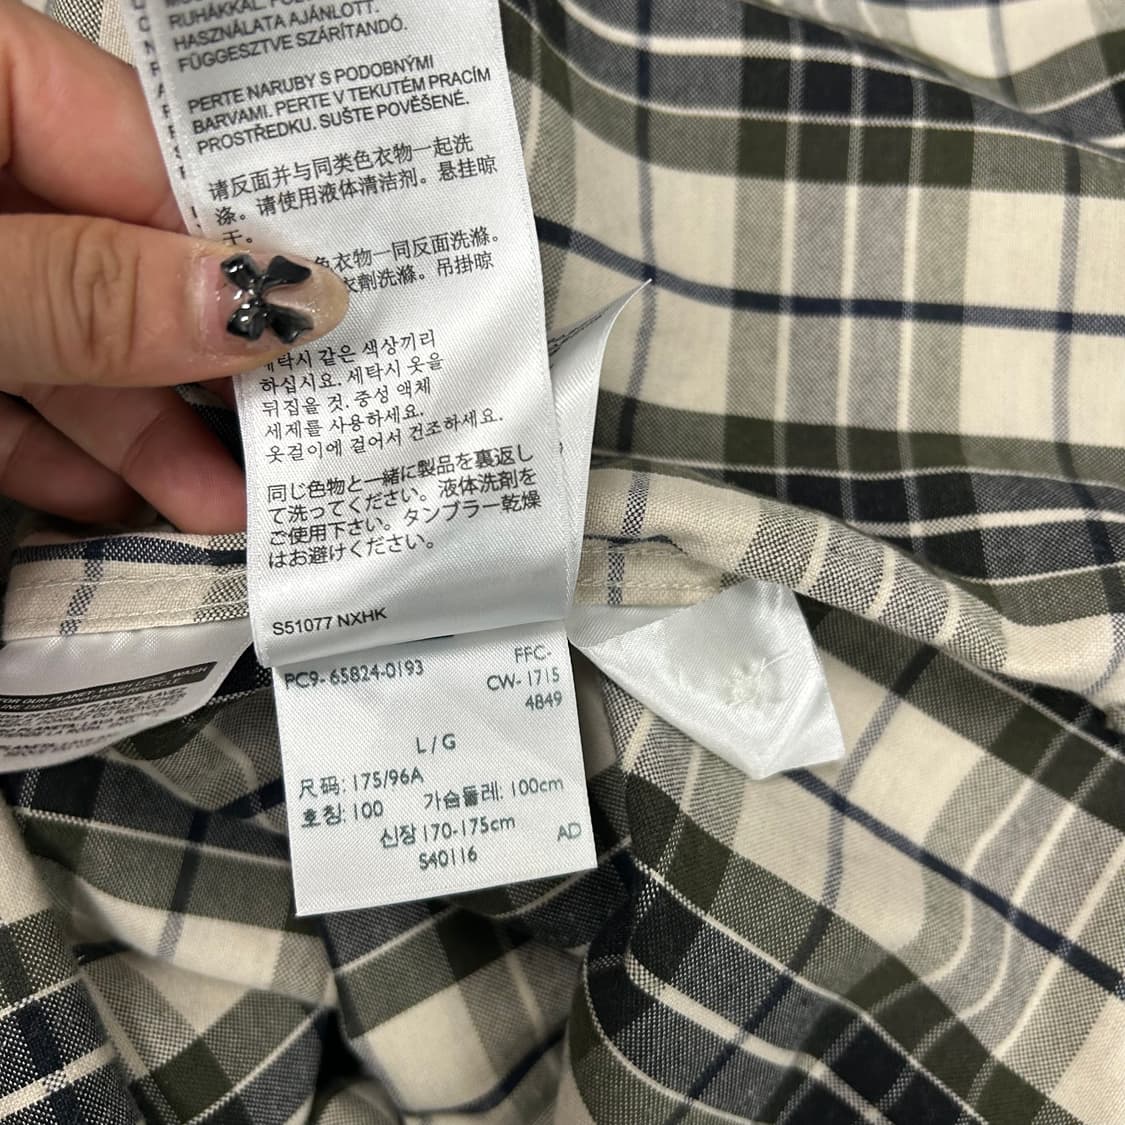 RUHÁKKAL.
HASZNÁLATA AJÁNLOTT.
FÜGGESZTVE SZÁRÍTANDÓ.
PERTE NARUBY S PODOBNÝMI
BARVAMI. PERTE V TEKUTÉM PRACÍM
PROSTŘEDKU. SUŠTE POVĚŠENÉ.
请反面并与同类色衣物一起洗
涤。请使用液体清洁剂。悬挂晾
干。
色衣物一同反面洗滌。
衣劑洗滌。吊掛晾
세탁시 같은 색상끼리
하십시요. 세탁시 옷을
뒤집을 것. 중성 액체
세제를 사용하세요.
옷걸이에 걸어서 건조하세요.
同じ色物と一緒に製品を裏返し
て洗ってください。液体洗剤を
ご使用下さい。タンブラー乾燥
はお避けください。
S51077 NXHK
PC9- 65824-0193
FFC-
CW- 1715
4849
L / G
尺码: 175/96A
호칭: 100 가슴둘레: 100cm
신장 170-175cm
S40116
AD
FOR OUR PLANET: WASH LESS, WASH